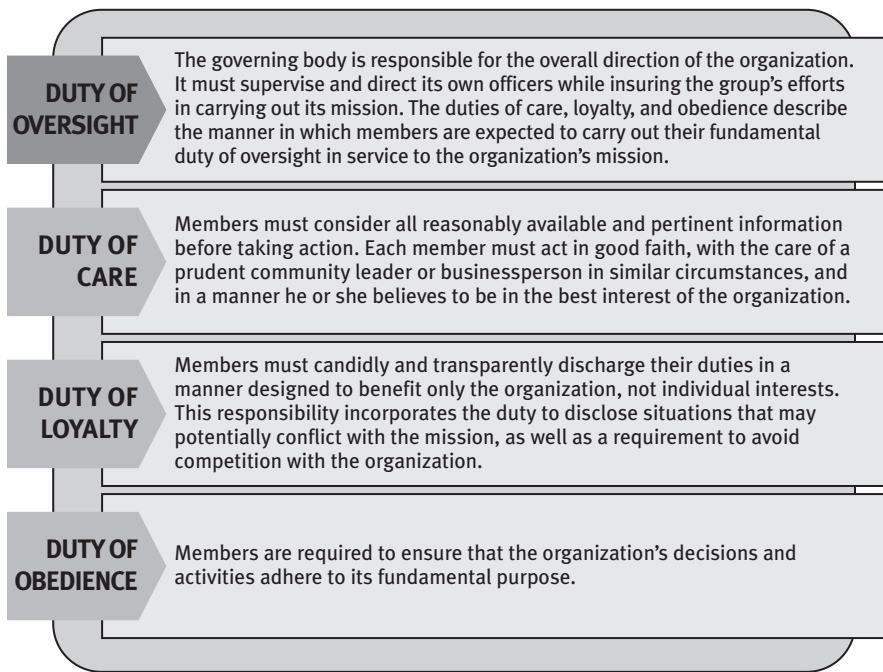 DUTY OF
OVERSIGHT
The governing body is responsible for the overall direction of the organization.
It must supervise and direct its own officers while insuring the group's efforts
in carrying out its mission. The duties of care, loyalty, and obedience describe
the manner in which members are expected to carry out their fundamental
duty of oversight in service to the organization's mission.
DUTY OF
CARE
Members must consider all reasonably available and pertinent information
before taking action. Each member must act in good faith, with the care of a
prudent community leader or businessperson in similar circumstances, and
in a manner he or she believes to be in the best interest of the organization.
DUTY OF
LOYALTY
Members must candidly and transparently discharge their duties in a
manner designed to benefit only the organization, not individual interests.
This responsibility incorporates the duty to disclose situations that may
potentially conflict with the mission, as well as a requirement to avoid
competition with the organization.
DUTY OF
OBEDIENCE
Members are required to ensure that the organization's decisions and
activities adhere to its fundamental purpose.